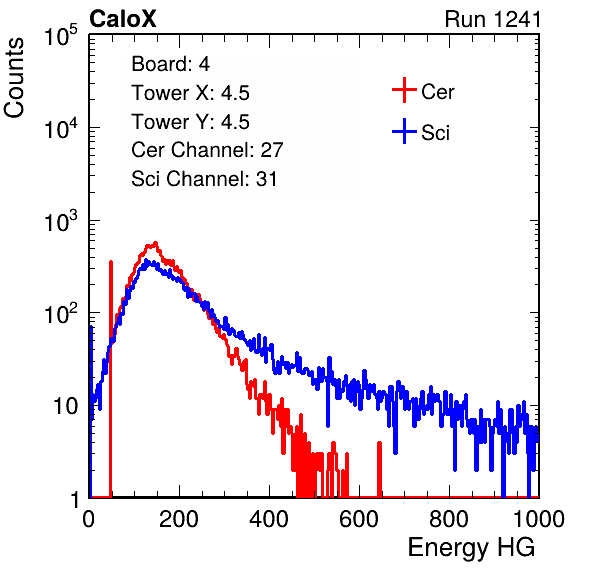 CaloX Run 1241
Counts
10^5
10^4
10^3
10^2
10
1
Board: 4
Tower X: 4.5
Tower Y: 4.5
Cer Channel: 27
Sci Channel: 31
Cer
Sci
0 200 400 600 800 1000
Energy HG